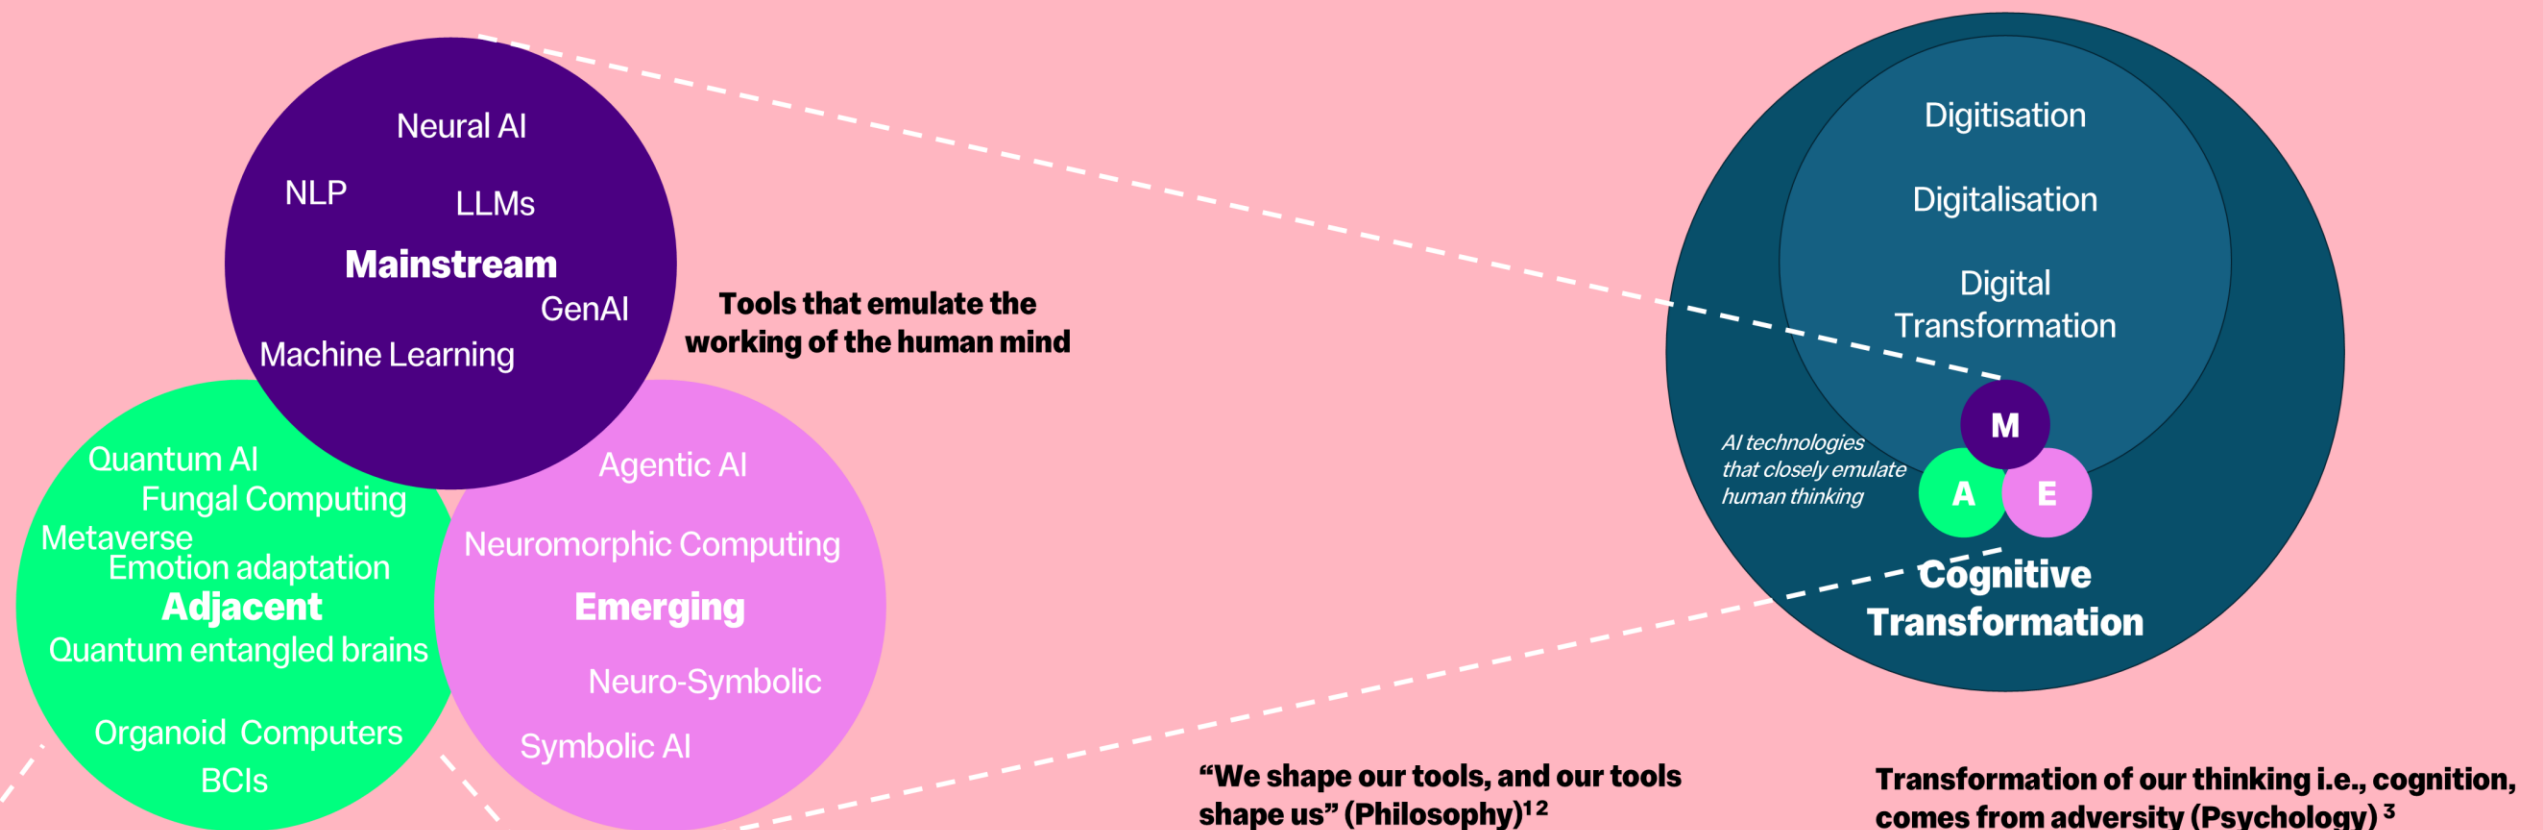 Neural AI
NLP
LLMs
Mainstream
GenAI
Machine Learning
Tools that emulate the
working of the human mind
Quantum AI
Fungal Computing
Metaverse
Emotion adaptation
Adjacent
Quantum entangled brains
Organoid Computers
BCIs
Agentic AI
Neuromorphic Computing
Emerging
Neuro-Symbolic
Symbolic AI
Digitisation
Digitalisation
Digital
Transformation
M
A
E
AI technologies
that closely emulate
human thinking
Cognitive
Transformation
“We shape our tools, and our tools
shape us” (Philosophy)¹ ²
Transformation of our thinking i.e., cognition,
comes from adversity (Psychology) ³